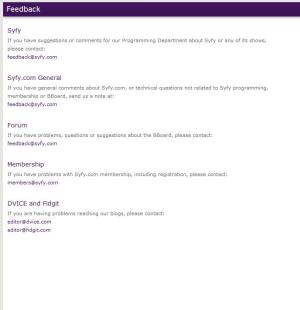 Feedback
Syfy
If you have suggestions or comments for our Programming Department about Syfy or any of its shows,
please contact:
feedback@syfy.com
Syfy.com General
If you have general comments about Syfy.com, or technical questions not related to Syfy programming,
membership or BBoard, send us a note at:
feedback@syfy.com
Forum
If you have problems, questions or suggestions about the BBoard, please contact:
feedback@syfy.com
Membership
If you have problems with Syfy.com membership, including registration, please contact:
members@syfy.com
DVICE and Fidgit
If you are having problems reaching our blogs, please contact:
editor@dvice.com
editor@fidgit.com